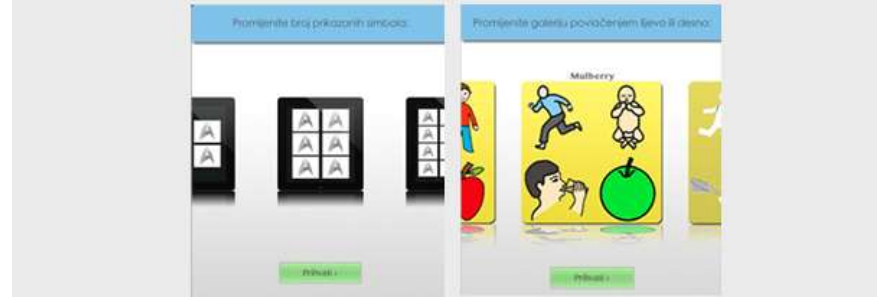 Promijenite broj prikazanih simbola:
Promijenite galeriju povlačenjem lijevo ili desno:
Mulberry
Prihvati ›
Prihvati ›